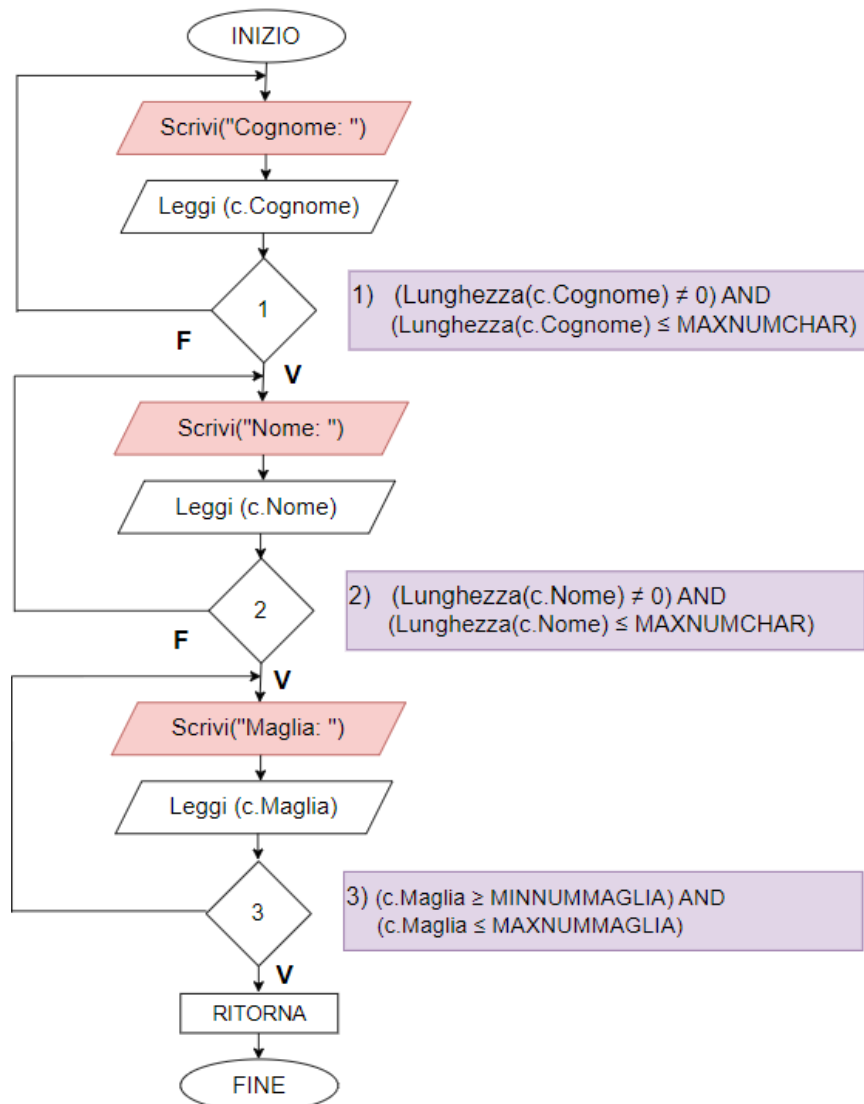 INIZIO
Scrivi("Cognome: ")
Leggi (c.Cognome)
1
1) (Lunghezza(c.Cognome) ≠ 0) AND
(Lunghezza(c.Cognome) ≤ MAXNUMCHAR)
F
V
Scrivi("Nome: ")
Leggi (c.Nome)
2
2) (Lunghezza(c.Nome) ≠ 0) AND
(Lunghezza(c.Nome) ≤ MAXNUMCHAR)
F
V
Scrivi("Maglia: ")
Leggi (c.Maglia)
3
3) (c.Maglia ≥ MINNUMMAGLIA) AND
(c.Maglia ≤ MAXNUMMAGLIA)
V
RITORNA
FINE